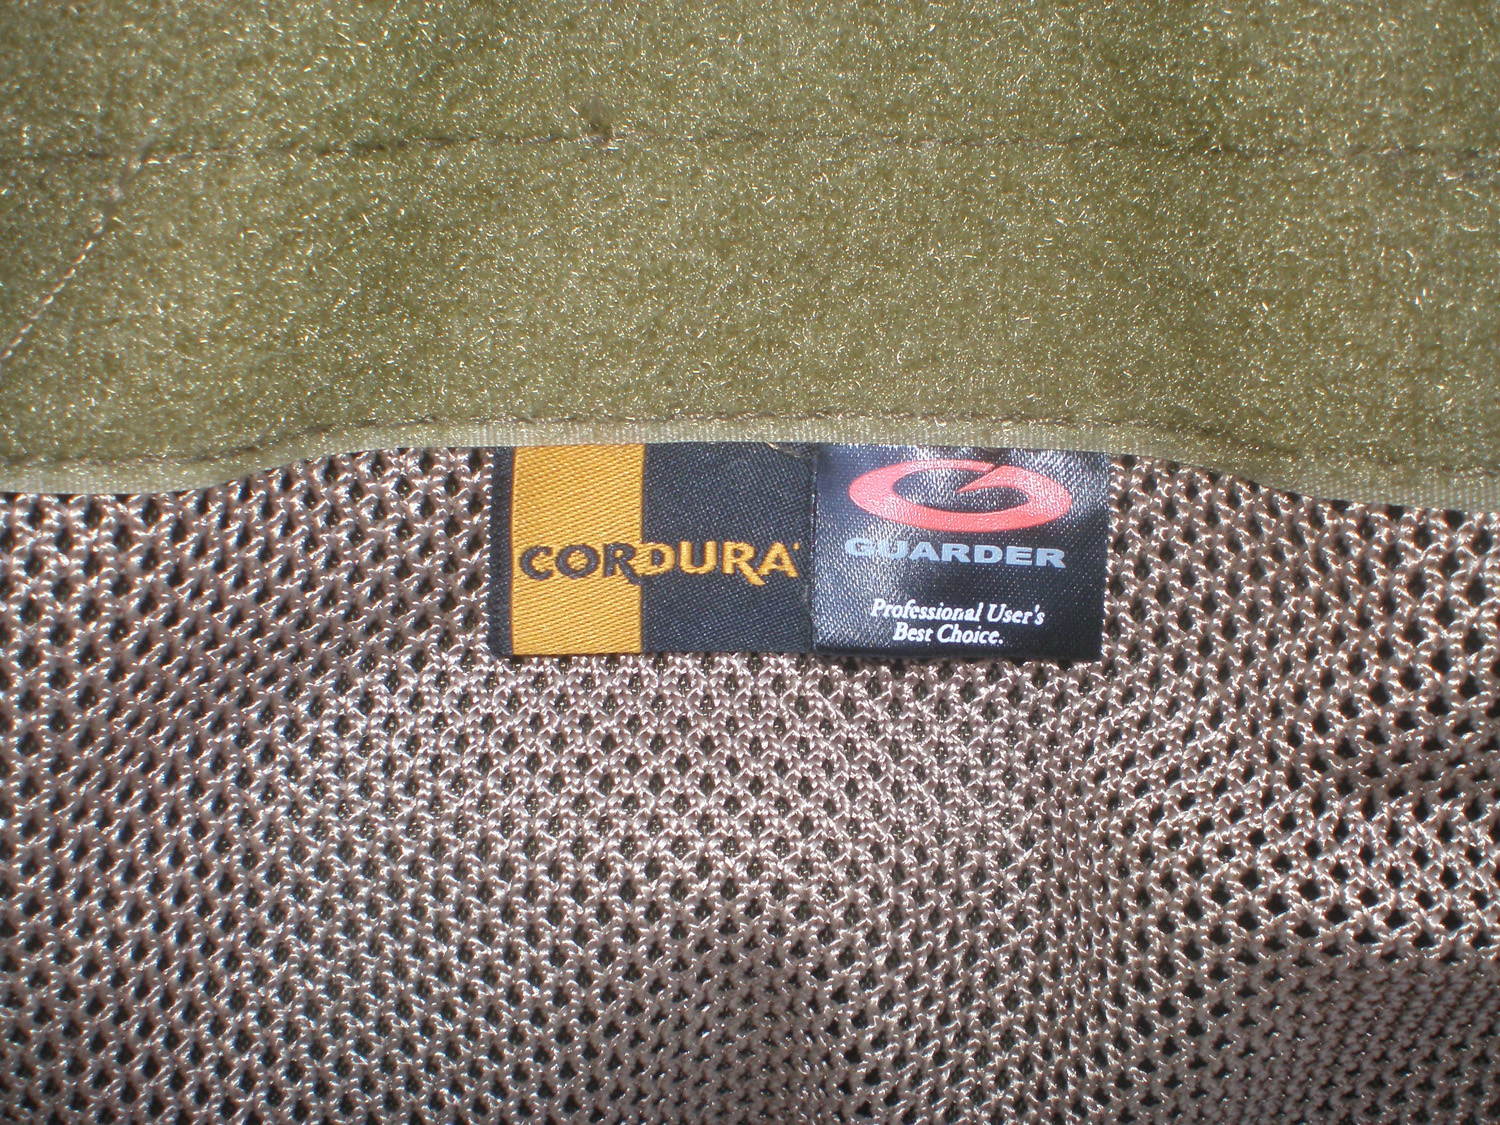 CORDURA
GUARDER
Professional User's
Best Choice.